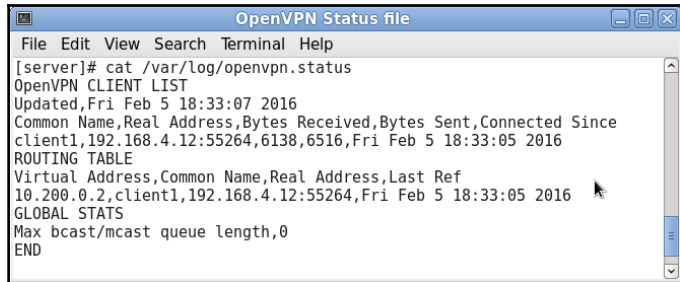 OpenVPN Status file
File Edit View Search Terminal Help
[server]# cat /var/log/openvpn.status
OpenVPN CLIENT LIST
Updated,Fri Feb 5 18:33:07 2016
Common Name,Real Address,Bytes Received,Bytes Sent,Connected Since
client1,192.168.4.12:55264,6138,6516,Fri Feb 5 18:33:05 2016
ROUTING TABLE
Virtual Address,Common Name,Real Address,Last Ref
10.200.0.2,client1,192.168.4.12:55264,Fri Feb 5 18:33:05 2016
GLOBAL STATS
Max bcast/mcast queue length,0
END